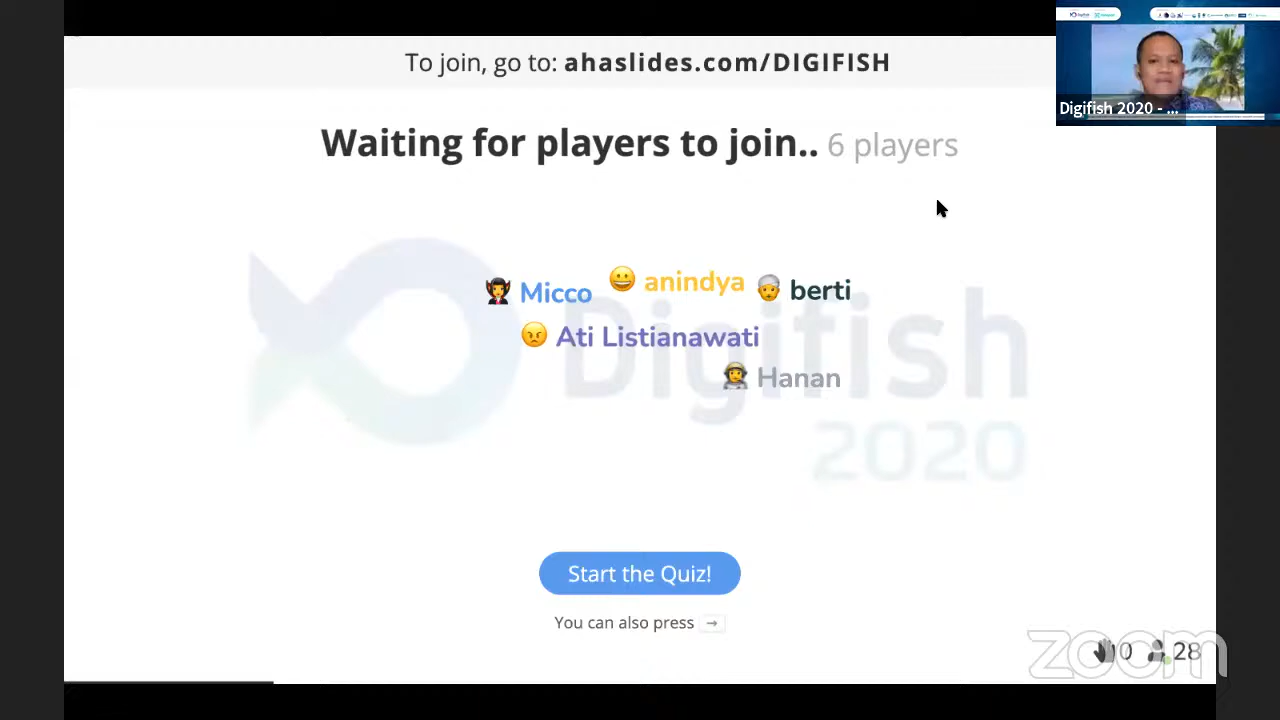 To join, go to: ahaslides.com/DIGIFISH
Digifish 2020 - ...
Waiting for players to join.. 6 players
Micco
anindya
berti
Ati Listianawati
Hanan
Digifish
2020
Start the Quiz!
You can also press →
zoom
0
28